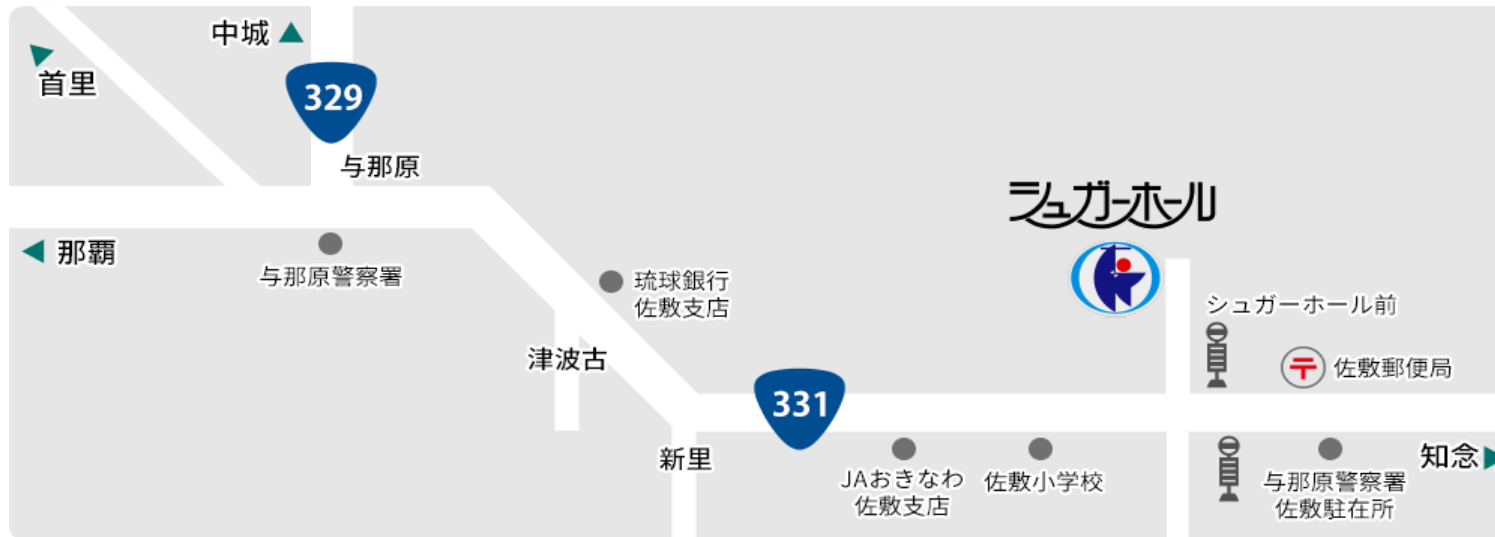 中城
首里
329
与那原
那覇
与那原警察署
琉球銀行
佐敷支店
津波古
新里
331
シュガーホール
シュガーホール前
〒 佐敷郵便局
JAおきなわ
佐敷支店
佐敷小学校
与那原警察署
佐敷駐在所
知念